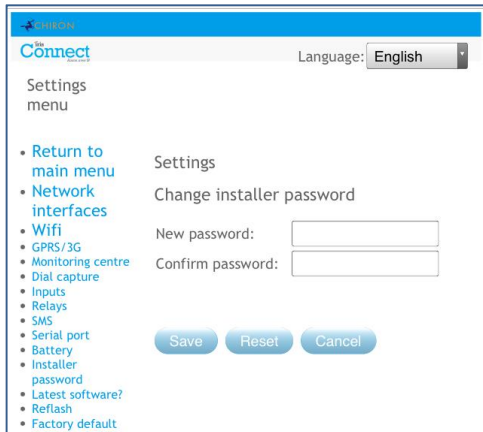 CHIRON
Connect
Language: English
Settings
menu
Return to
main menu
Network
interfaces
Wifi
GPRS/3G
Monitoring centre
Dial capture
Inputs
Relays
SMS
Serial port
Battery
Installer
password
Latest software?
Reflash
Factory default
Settings
Change installer password
New password:
Confirm password:
Save Reset Cancel